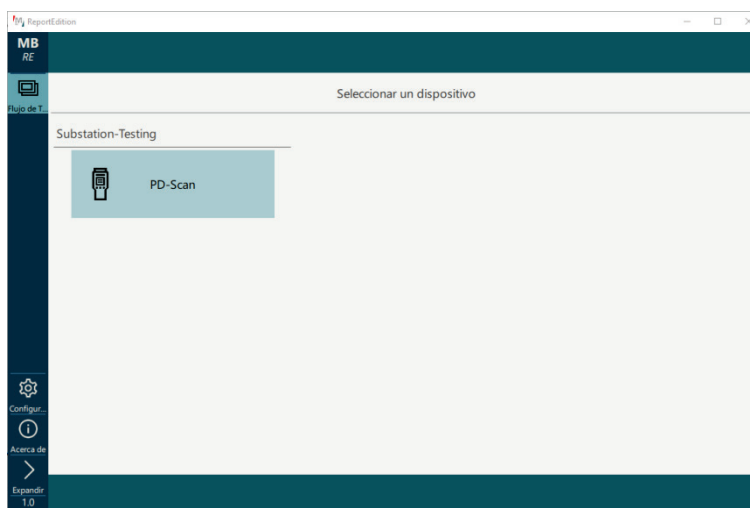 ReportEdition
MB
RE
Flujo de T...
Seleccionar un dispositivo
Substation-Testing
PD-Scan
Configur...
Acerca de
Expandir
1.0